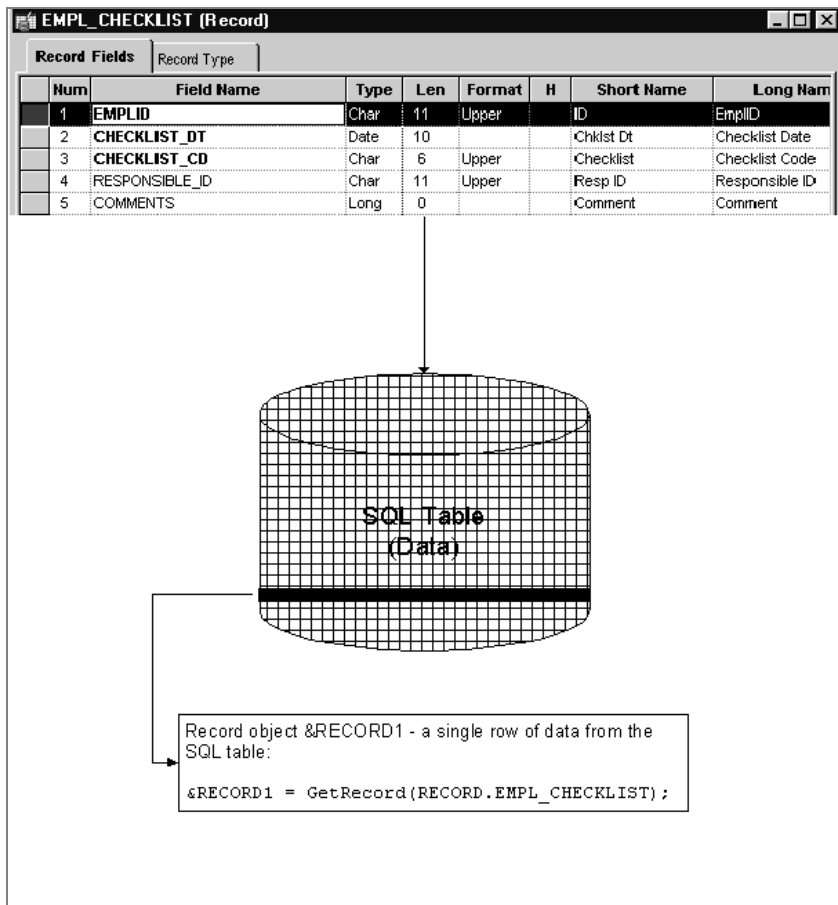 EMPL_CHECKLIST (Record)
Record Fields Record Type
Num Field Name Type Len Format H Short Name Long Nam
1 EMPLID Char 11 Upper ID EmplID
2 CHECKLIST_DT Date 10 Chklst Dt Checklist Date
3 CHECKLIST_CD Char 6 Upper Checklist Checklist Code
4 RESPONSIBLE_ID Char 11 Upper Resp ID Responsible ID
5 COMMENTS Long 0 Comment Comment
SQL Table
(Data)
Record object &RECORD1 - a single row of data from the
SQL table:
&RECORD1 = GetRecord(RECORD.EMPL_CHECKLIST);